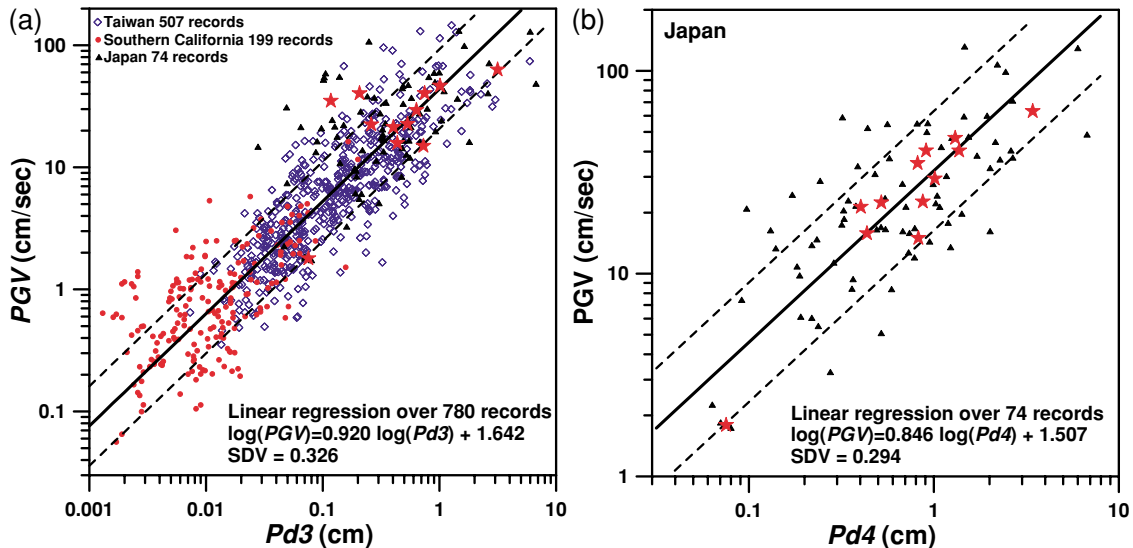 (a)
Taiwan 507 records
Southern California 199 records
Japan 74 records
100
10
1
0.1
PGV (cm/sec)
Linear regression over 780 records
log(PGV)=0.920 log(Pd3) + 1.642
SDV = 0.326
0.001
0.01
0.1
1
10
Pd3 (cm)
(b)
Japan
100
10
1
PGV (cm/sec)
Linear regression over 74 records
log(PGV)=0.846 log(Pd4) + 1.507
SDV = 0.294
0.1
1
10
Pd4 (cm)